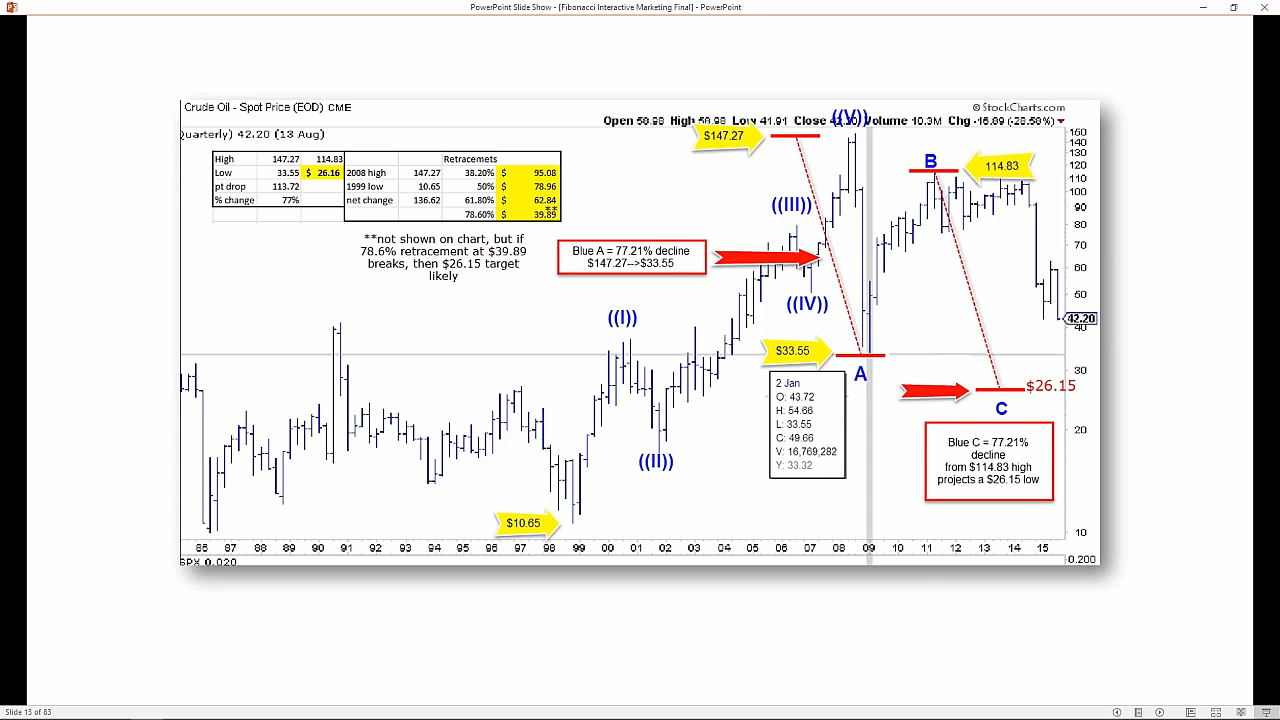 PowerPoint Slide Show - [Fibonacci Interactive Marketing Final] - PowerPoint
Crude Oil - Spot Price (EOD) CME
© StockCharts.com
Quarterly) 42.20 (13 Aug)
Open 58.98 High 58.98 Low 41.91 Close 42.20 Volume 10.3M Chg -16.89 (-28.58%)
((V))
$147.27
B
114.83
High 147.27 114.83 Retracemets
Low 33.55 $ 26.16 2008 high 147.27 38.20% $ 95.08
pt drop 113.72 1999 low 10.65 50% $ 78.96
% change 77% net change 136.62 61.80% $ 62.84
**
78.60% $ 39.89
**not shown on chart, but if
78.6% retracement at $39.89
breaks, then $26.15 target
likely
((III))
Blue A = 77.21% decline
$147.27-->$33.55
((IV))
((I))
$33.55
A
((II))
$10.65
2 Jan
O: 43.72
H: 54.66
L: 33.55
C: 49.66
V: 16,769,282
Y: 33.32
$26.15
C
Blue C = 77.21%
decline
from $114.83 high
projects a $26.15 low
160
140
120
100
90
80
70
60
50
42.20
40
30
20
10
0.200
86 87 88 89 90 91 92 93 94 95 96 97 98 99 00 01 02 03 04 05 06 07 08 09 10 11 12 13 14 15
SPX 0.020
Slide 13 of 83